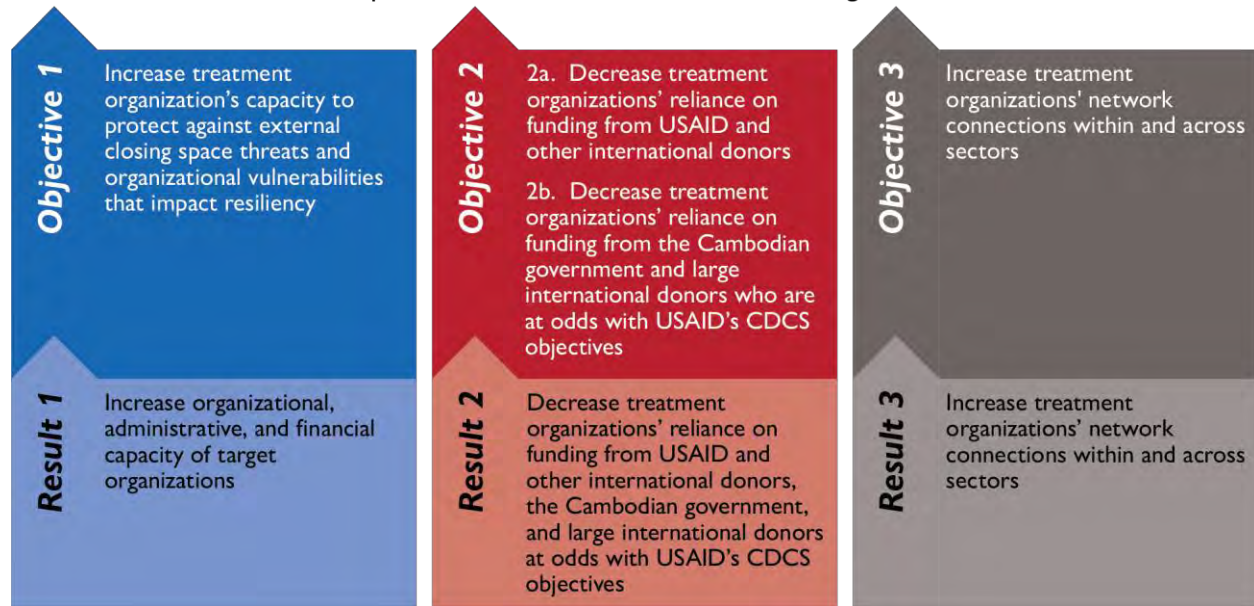 Objective 1
Increase treatment
organization's capacity to
protect against external
closing space threats and
organizational vulnerabilities
that impact resiliency
Result 1
Increase organizational,
administrative, and financial
capacity of target
organizations
Objective 2
2a. Decrease treatment
organizations' reliance on
funding from USAID and
other international donors
2b. Decrease treatment
organizations' reliance on
funding from the Cambodian
government and large
international donors who are
at odds with USAID's CDCS
objectives
Result 2
Decrease treatment
organizations' reliance on
funding from USAID and
other international donors,
the Cambodian government,
and large international donors
at odds with USAID's CDCS
objectives
Objective 3
Increase treatment
organizations' network
connections within and across
sectors
Result 3
Increase treatment
organizations' network
connections within and across
sectors